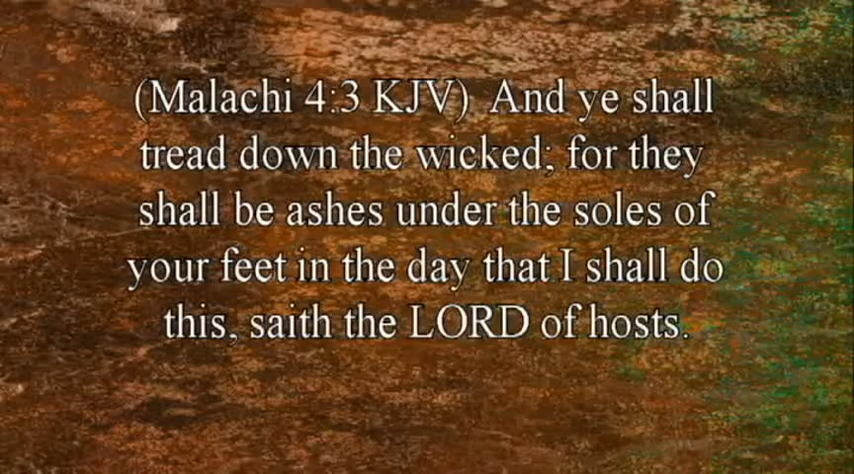 (Malachi 4:3 KJV) And ye shall
tread down the wicked; for they
shall be ashes under the soles of
your feet in the day that I shall do
this, saith the LORD of hosts.